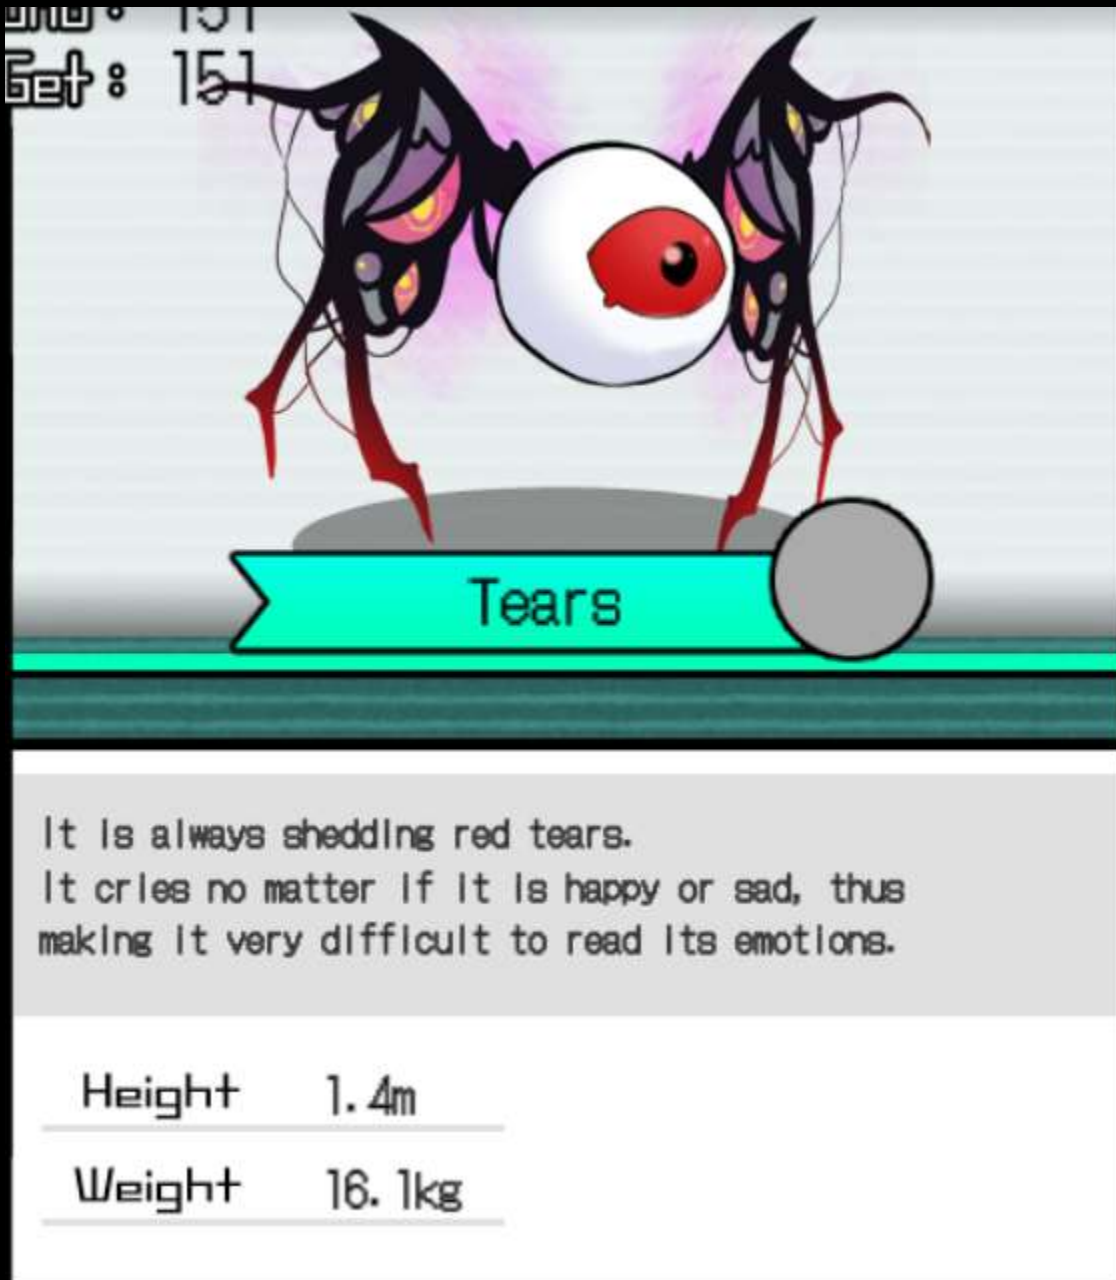 151
Get: 151
Tears
It is always shedding red tears.
It cries no matter if it is happy or sad, thus
making it very difficult to read its emotions.
Height 1.4m
Weight 16.1kg